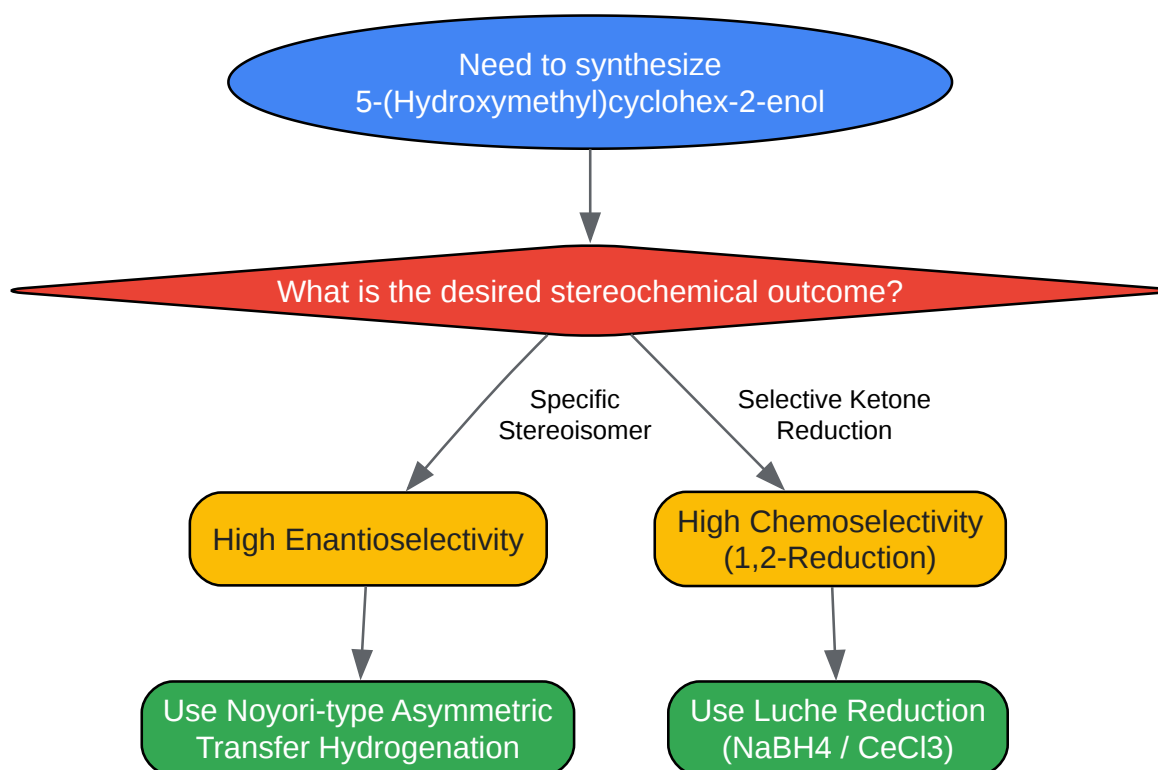 Need to synthesize
5-(Hydroxymethyl)cyclohex-2-enol
What is the desired stereochemical outcome?
Specific
Stereoisomer
Selective Ketone
Reduction
High Enantioselectivity
High Chemoselectivity
(1,2-Reduction)
Use Noyori-type Asymmetric
Transfer Hydrogenation
Use Luche Reduction
(NaBH4 / CeCl3)